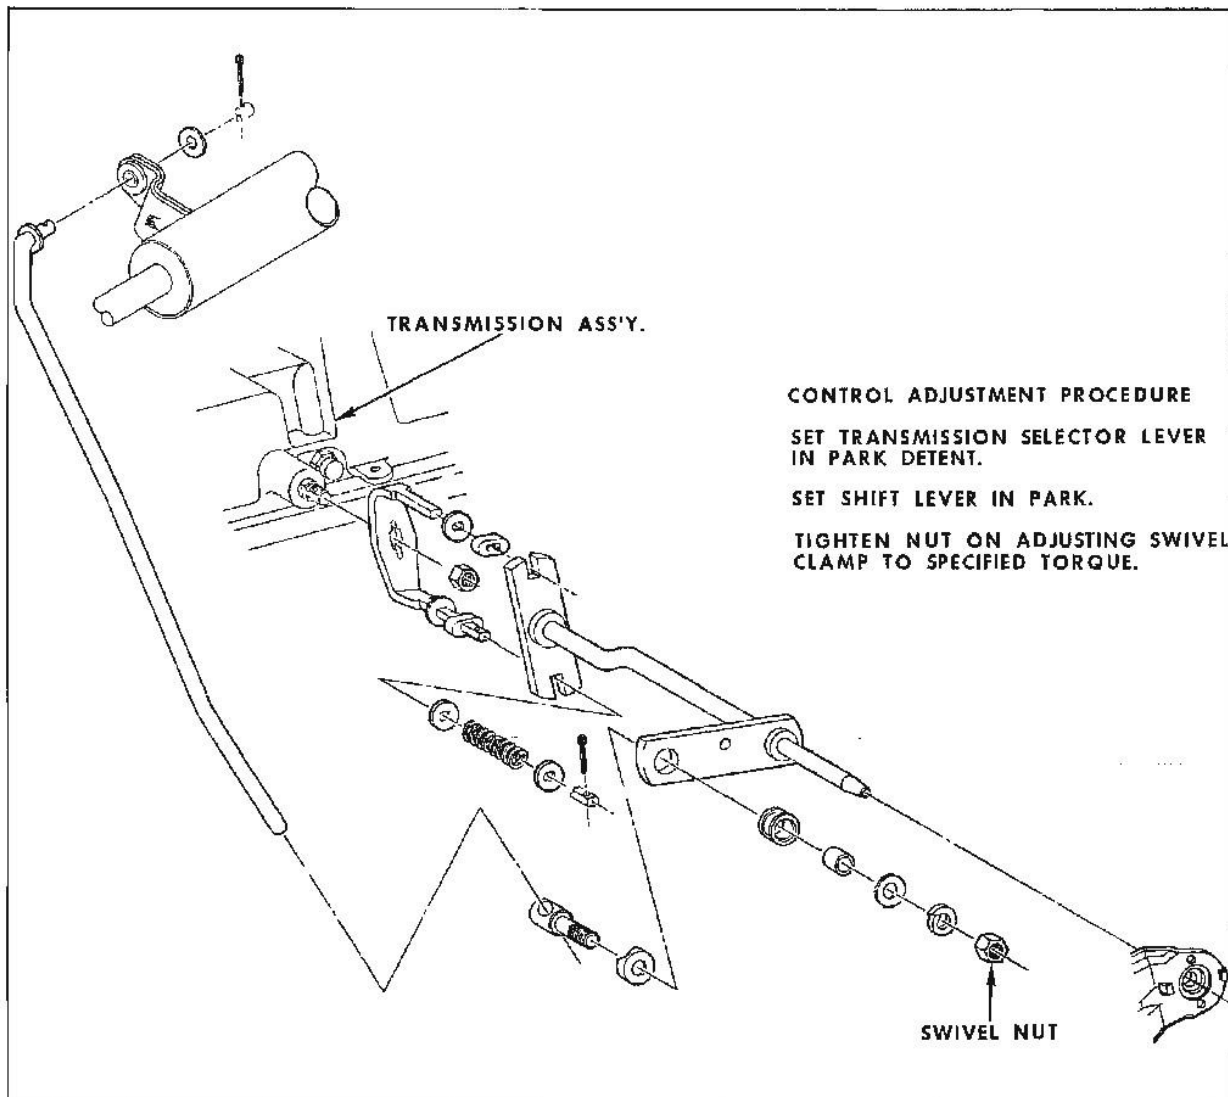 TRANSMISSION ASS'Y.
CONTROL ADJUSTMENT PROCEDURE
SET TRANSMISSION SELECTOR LEVER
IN PARK DETENT.
SET SHIFT LEVER IN PARK.
TIGHTEN NUT ON ADJUSTING SWIVEL
CLAMP TO SPECIFIED TORQUE.
SWIVEL NUT